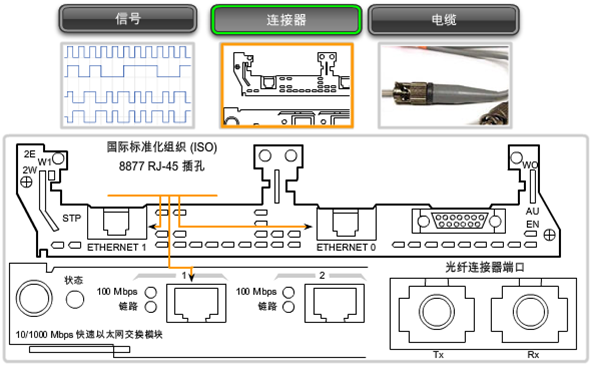 信号
连接器
电缆
国际标准化组织 (ISO)
8877 RJ-45 插孔
2E
W1
2W
WO
STP
AU
EN
ETHERNET 1
ETHERNET 0
光纤连接器端口
1
2
状态
100 Mbps
链路
100 Mbps
链路
10/1000 Mbps 快速以太网交换模块
Tx
Rx